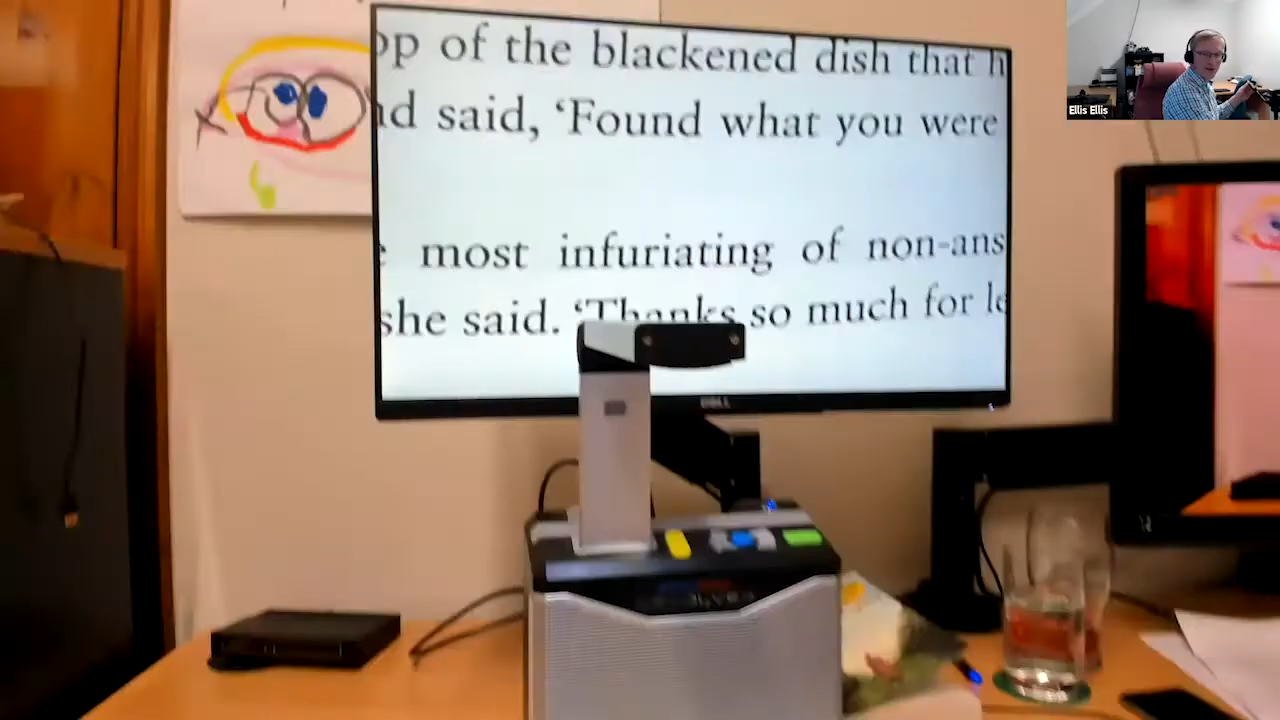 op of the blackened dish that h
nd said, ‘Found what you were
most infuriating of non-ans
she said. ‘Thanks so much for le
DELL
Ellis Ellis